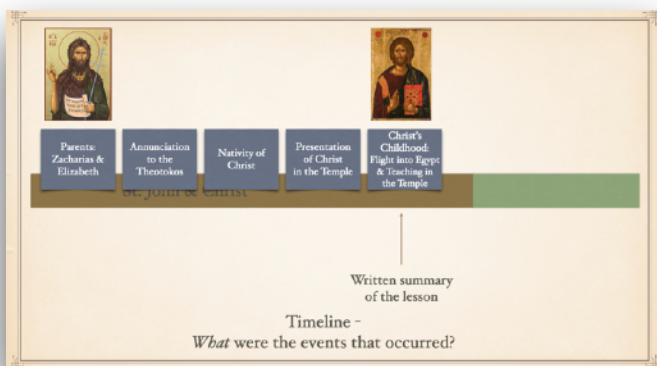 Parents:
Zacharias &
Elizabeth
Annunciation
to the
Theotokos
Nativity of
Christ
Presentation
of Christ
in the Temple
Christ's
Childhood:
Flight into Egypt
& Teaching in
the Temple
St. John & Christ
Written summary
of the lesson
Timeline -
What were the events that occurred?